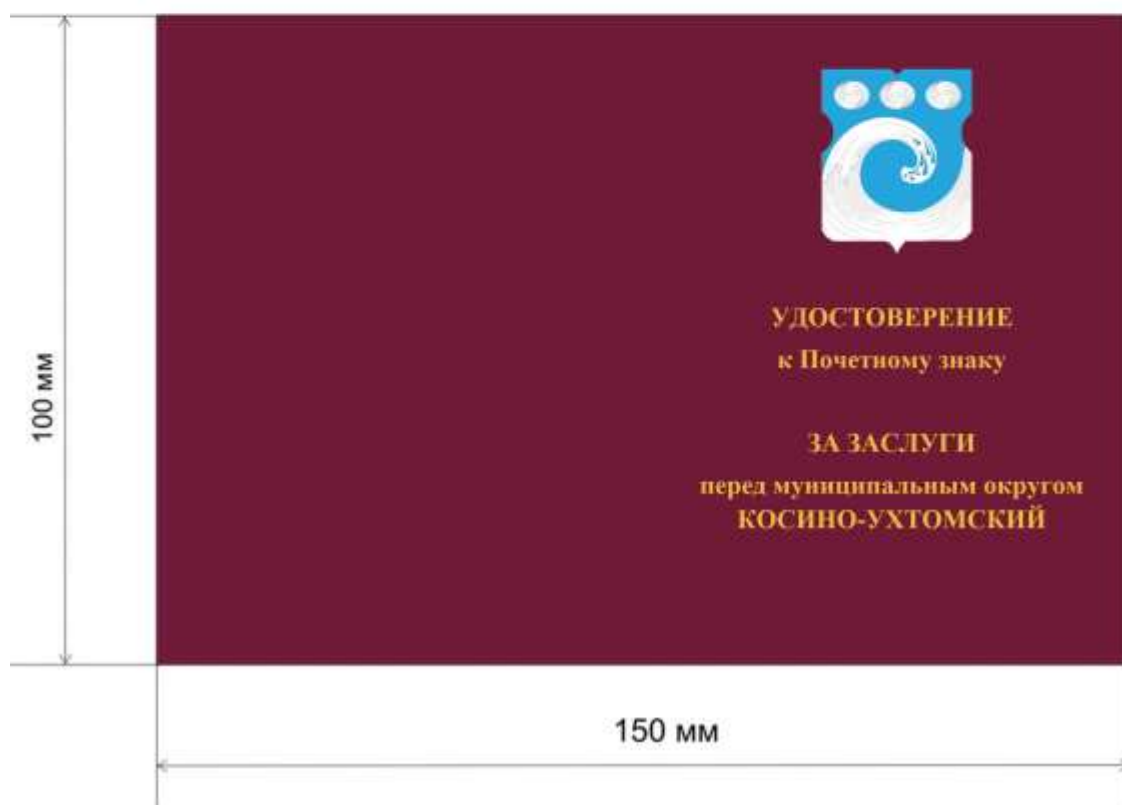 УДОСТОВЕРЕНИЕ
к Почетному знаку
ЗА ЗАСЛУГИ
перед муниципальным округом
КОСИНО-УХТОМСКИЙ
100 мм
150 мм